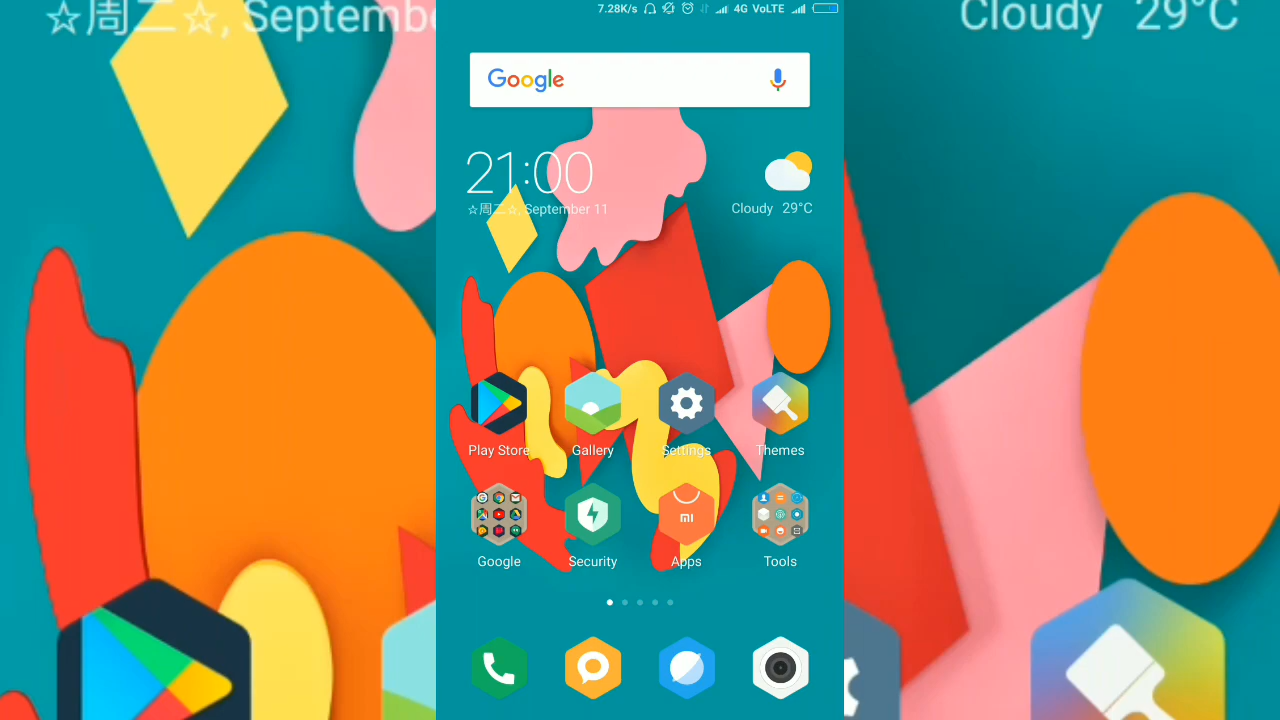 ☆周二☆, Septemb
Cloudy 29°C
7.28K/s 4G VoLTE
Google
21:00
☆周二☆, September 11
Cloudy 29°C
Play Store
Gallery
Settings
Themes
mi
Google
Security
Apps
Tools